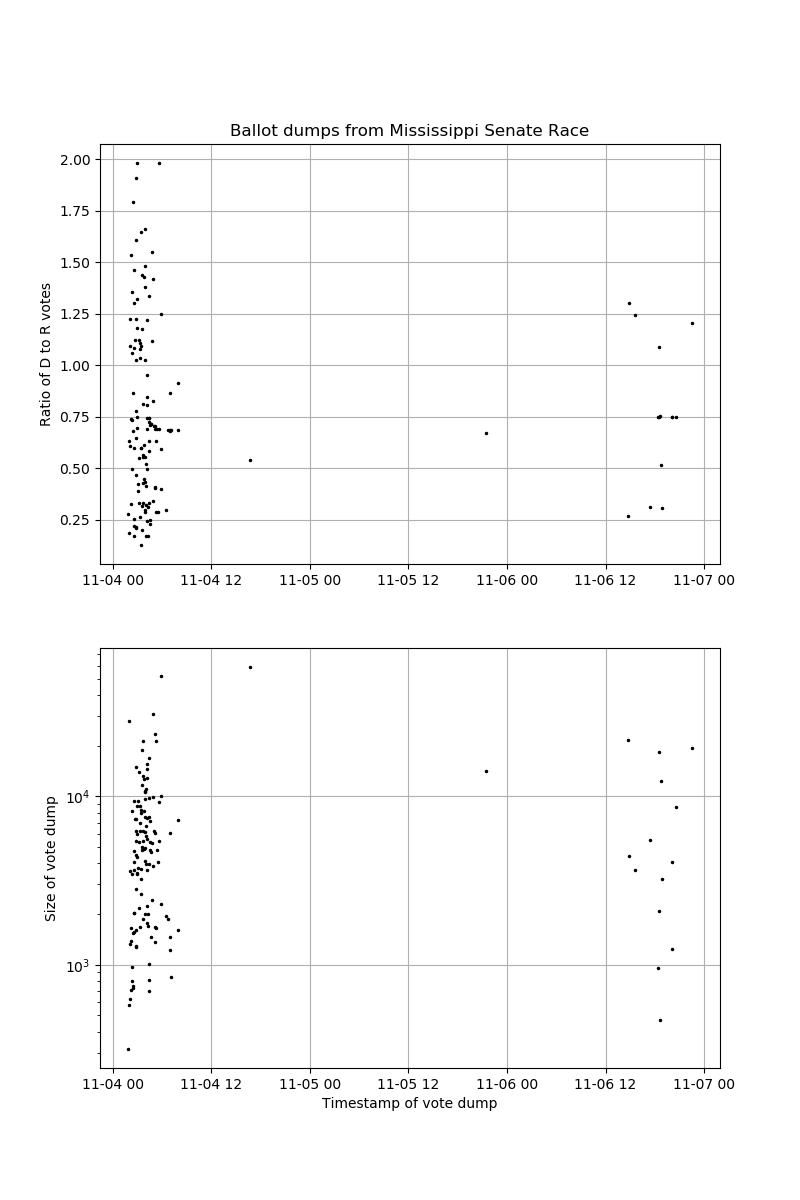 Ballot dumps from Mississippi Senate Race
2.00
1.75
1.50
1.25
1.00
0.75
0.50
0.25
Ratio of D to R votes
11-04 00 11-04 12 11-05 00 11-05 12 11-06 00 11-06 12 11-07 00
10⁴
10³
Size of vote dump
11-04 00 11-04 12 11-05 00 11-05 12 11-06 00 11-06 12 11-07 00
Timestamp of vote dump